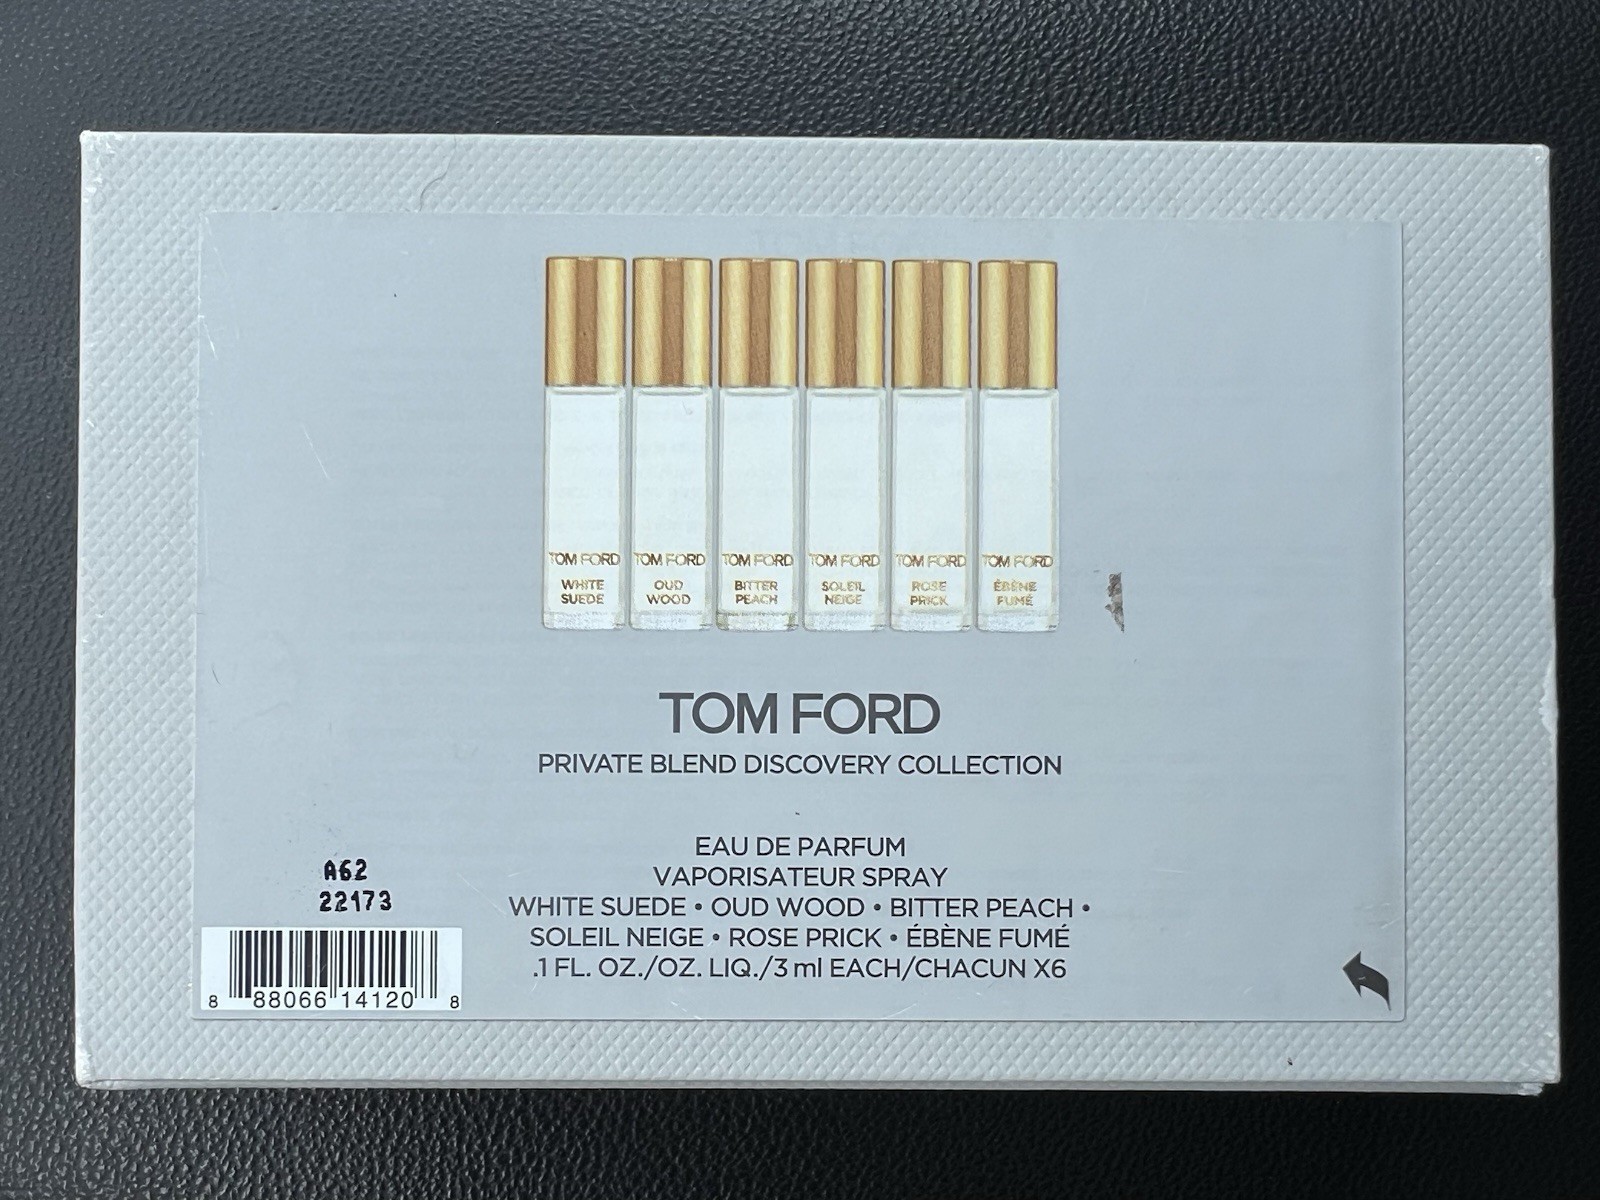 TOM FORD
WHITE
SUEDE
TOM FORD
OUD
WOOD
TOM FORD
BITTER
PEACH
TOM FORD
SOLEIL
NEIGE
TOM FORD
ROSE
PRICK
TOM FORD
ÉBÈNE
FUMÉ
TOM FORD
PRIVATE BLEND DISCOVERY COLLECTION
EAU DE PARFUM
VAPORISATEUR SPRAY
WHITE SUEDE • OUD WOOD • BITTER PEACH •
SOLEIL NEIGE • ROSE PRICK • ÉBÈNE FUMÉ
.1 FL. OZ./OZ. LIQ./3 ml EACH/CHACUN X6
A62
22173
8 88066 14120 8